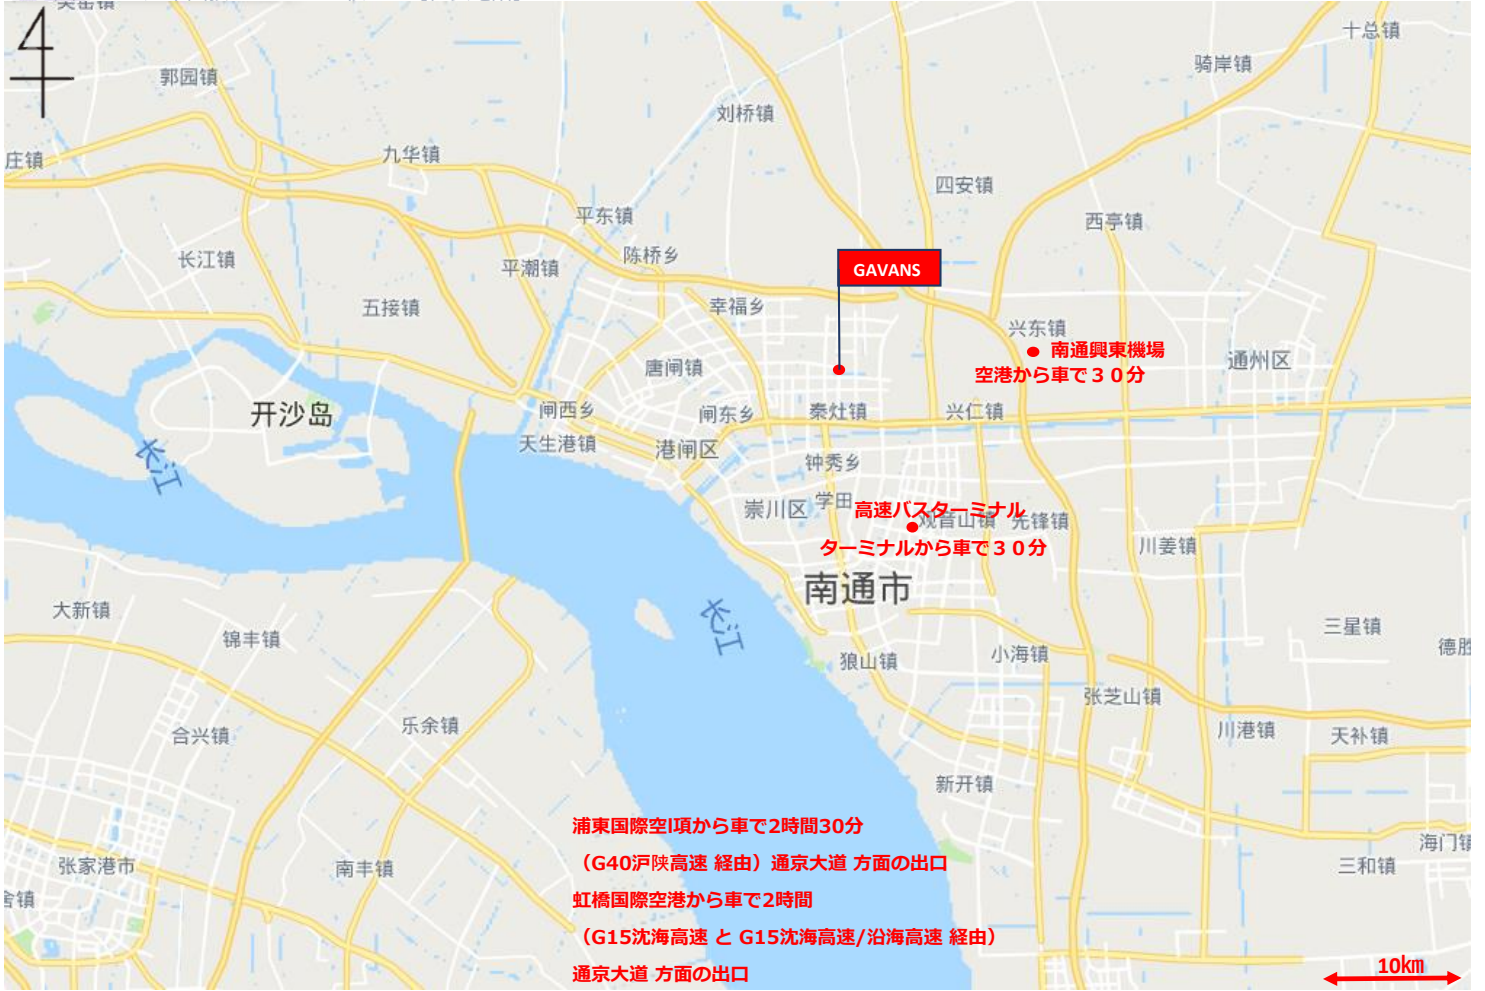 吴窑镇
十总镇
郭园镇
骑岸镇
刘桥镇
庄镇
九华镇
四安镇
平东镇
西亭镇
长江镇
平潮镇
陈桥乡
GAVANS
五接镇
幸福乡
兴东镇
南通興東機場
空港から車で３０分
通州区
唐闸镇
开沙岛
闸西乡
闸东乡
秦灶镇
兴仁镇
天生港镇
港闸区
长江
钟秀乡
崇川区
学田
高速バスターミナル
观音山镇
先锋镇
ターミナルから車で３０分
川姜镇
南通市
大新镇
长江
锦丰镇
三星镇
德胜
狼山镇
小海镇
张芝山镇
合兴镇
乐余镇
川港镇
天补镇
新开镇
浦東国際空|項から車で2時間30分
（G40沪陕高速 経由）通京大道 方面の出口
海门镇
张家港市
南丰镇
三和镇
舍镇
虹橋国際空港から車で2時間
（G15沈海高速 と G15沈海高速/沿海高速 経由）
通京大道 方面の出口
10km